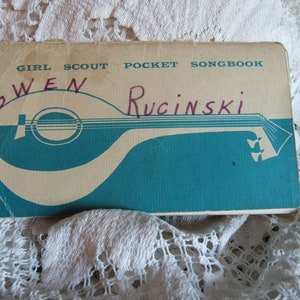 GIRL SCOUT POCKET SONGBOOK
GWEN RUCINSKI